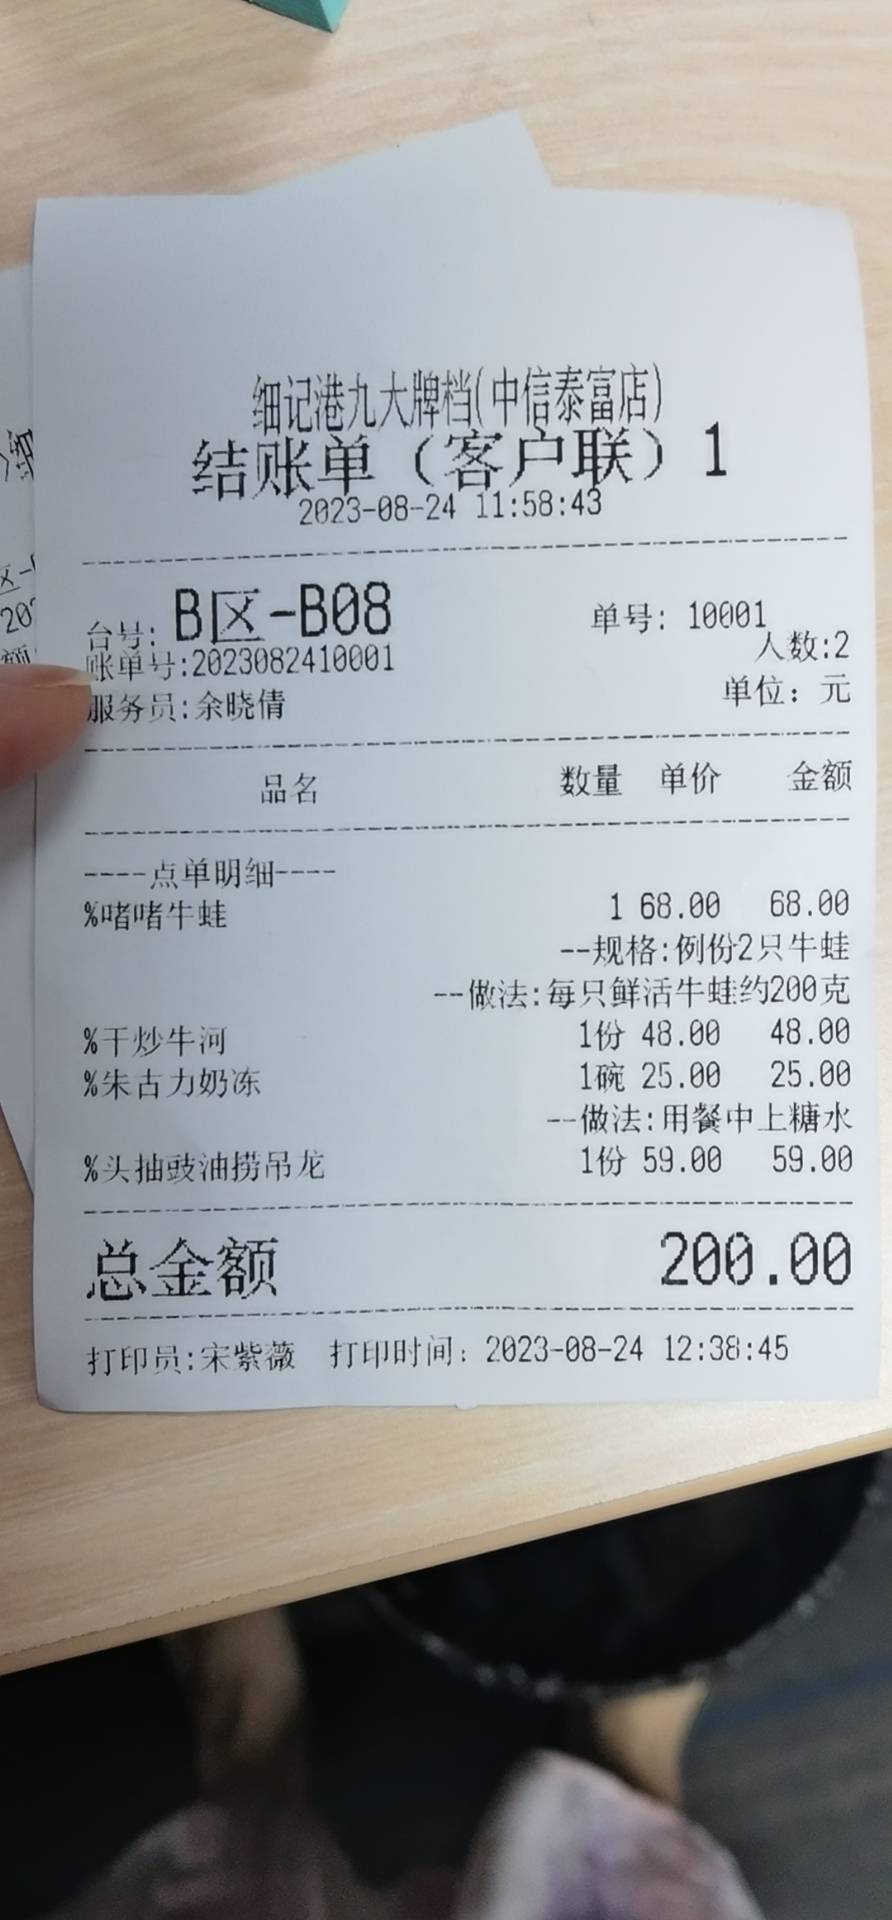 细记港九大牌档(中信泰富店)
结账单（客户联）1
2023-08-24 11:58:43
台号: B区-B08 单号: 10001
人数:2
账单号:2023082410001
服务员:余晓倩 单位: 元
品名 数量 单价 金额
----点单明细----
%啫啫牛蛙 1 68.00 68.00
--规格:例份2只牛蛙
--做法:每只鲜活牛蛙约200克
%干炒牛河 1份 48.00 48.00
%朱古力奶冻 1碗 25.00 25.00
--做法:用餐中上糖水
%头抽豉油捞吊龙 1份 59.00 59.00
总金额 200.00
打印员:宋紫薇 打印时间: 2023-08-24 12:38:45